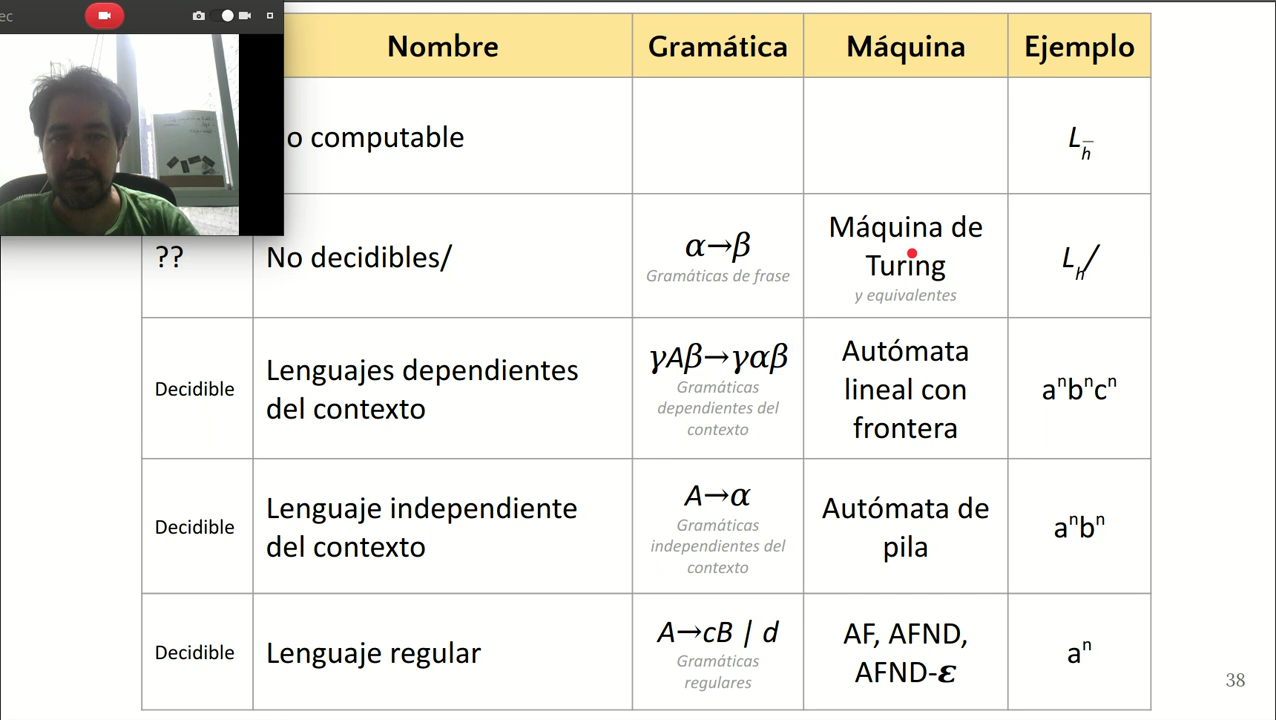 ec
Nombre Gramática Máquina Ejemplo
o computable
L_h̅
?? No decidibles/
α→β
Gramáticas de frase
Máquina de
Turing
y equivalentes
L_h/
Decidible
Lenguajes dependientes
del contexto
γAβ→γαβ
Gramáticas
dependientes del
contexto
Autómata
lineal con
frontera
aⁿbⁿcⁿ
Decidible
Lenguaje independiente
del contexto
A→α
Gramáticas
independientes del
contexto
Autómata de
pila
aⁿbⁿ
Decidible
Lenguaje regular
A→cB | d
Gramáticas
regulares
AF, AFND,
AFND-ε
aⁿ
38